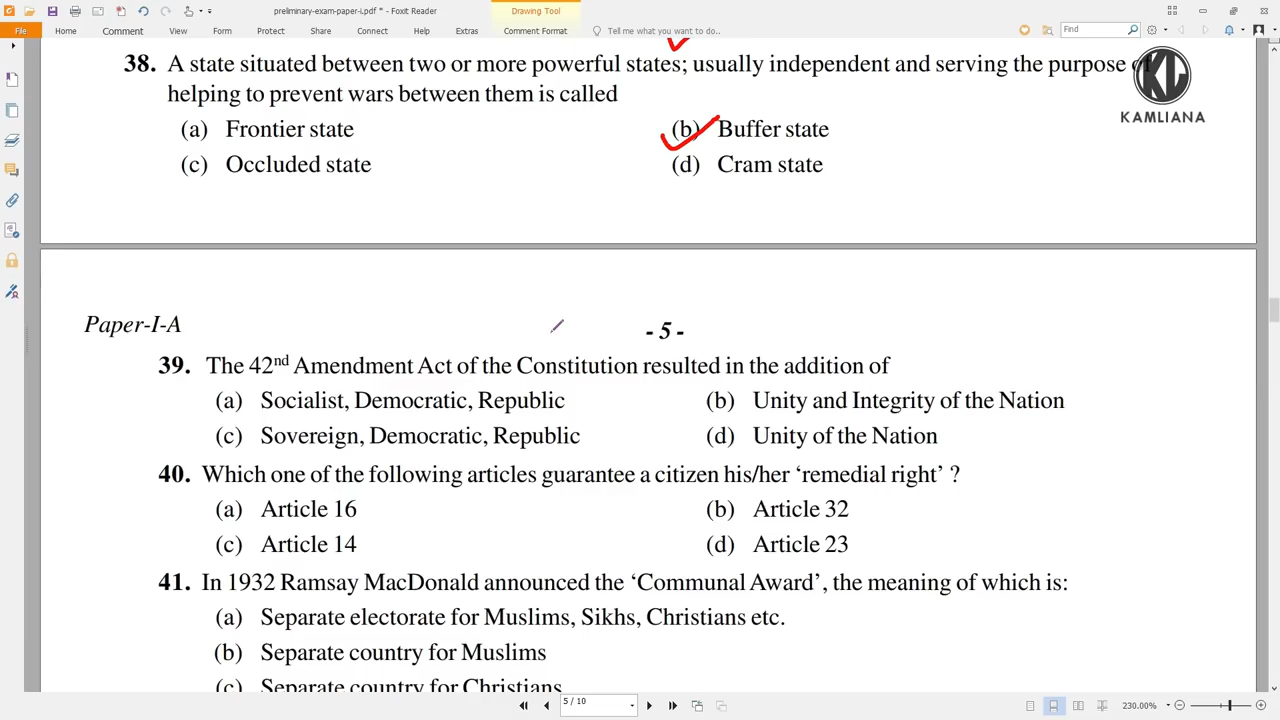 preliminary-exam-paper-i.pdf * - Foxit Reader
Drawing Tool
File Home Comment View Form Protect Share Connect Help Extras Comment Format Tell me what you want to do.. Find
38. A state situated between two or more powerful states; usually independent and serving the purpose of
helping to prevent wars between them is called
(a) Frontier state (b) Buffer state
(c) Occluded state (d) Cram state
KL
KAMLIANA
Paper-I-A - 5 -
39. The 42nd Amendment Act of the Constitution resulted in the addition of
(a) Socialist, Democratic, Republic (b) Unity and Integrity of the Nation
(c) Sovereign, Democratic, Republic (d) Unity of the Nation
40. Which one of the following articles guarantee a citizen his/her ‘remedial right’ ?
(a) Article 16 (b) Article 32
(c) Article 14 (d) Article 23
41. In 1932 Ramsay MacDonald announced the ‘Communal Award’, the meaning of which is:
(a) Separate electorate for Muslims, Sikhs, Christians etc.
(b) Separate country for Muslims
(c) Separate country for Christians
5 / 10 230.00%